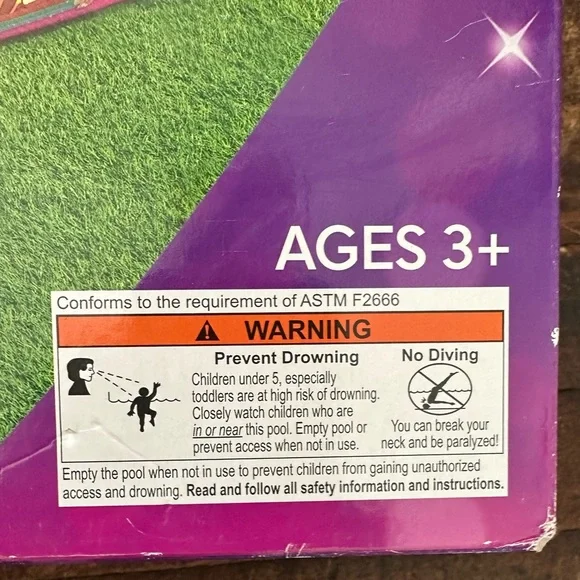 AGES 3+
Conforms to the requirement of ASTM F2666
WARNING
Prevent Drowning
Children under 5, especially
toddlers are at high risk of drowning.
Closely watch children who are
in or near this pool. Empty pool or
prevent access when not in use.
No Diving
You can break your
neck and be paralyzed!
Empty the pool when not in use to prevent children from gaining unauthorized
access and drowning. Read and follow all safety information and instructions.